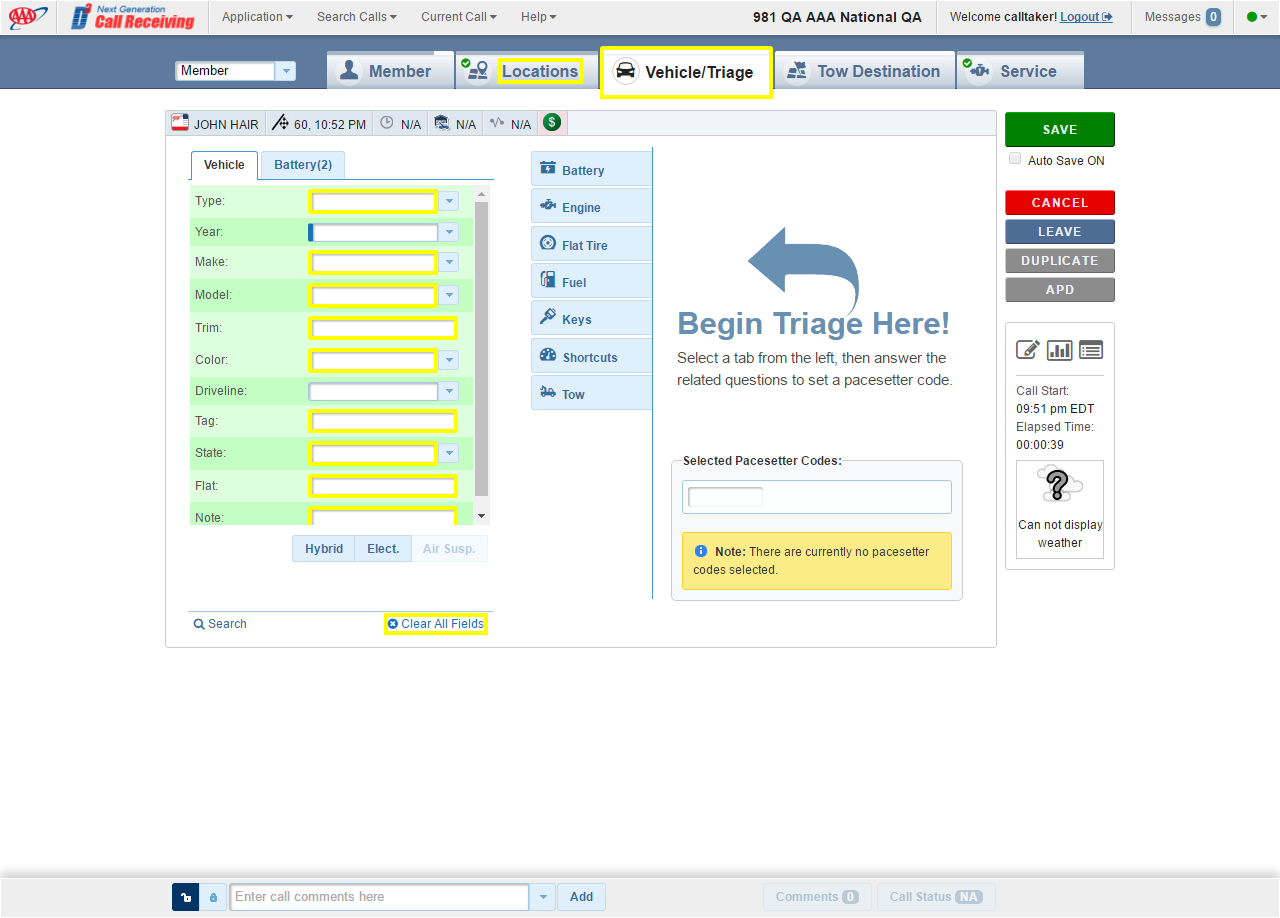 AAA D3 Next Generation Call Receiving Application Search Calls Current Call Help 981 QA AAA National QA Welcome calltaker! Logout Messages 0
Member Member Locations Vehicle/Triage Tow Destination Service
JOHN HAIR 60, 10:52 PM N/A N/A N/A $
SAVE
Auto Save ON
CANCEL
LEAVE
DUPLICATE
APD
Vehicle Battery(2)
Type:
Year:
Make:
Model:
Trim:
Color:
Driveline:
Tag:
State:
Flat:
Note:
Hybrid Elect. Air Susp.
Search Clear All Fields
Battery
Engine
Flat Tire
Fuel
Keys
Shortcuts
Tow
Begin Triage Here!
Select a tab from the left, then answer the
related questions to set a pacesetter code.
Selected Pacesetter Codes:
Note: There are currently no pacesetter
codes selected.
Call Start:
09:51 pm EDT
Elapsed Time:
00:00:39
?
Can not display
weather
Enter call comments here Add Comments 0 Call Status NA